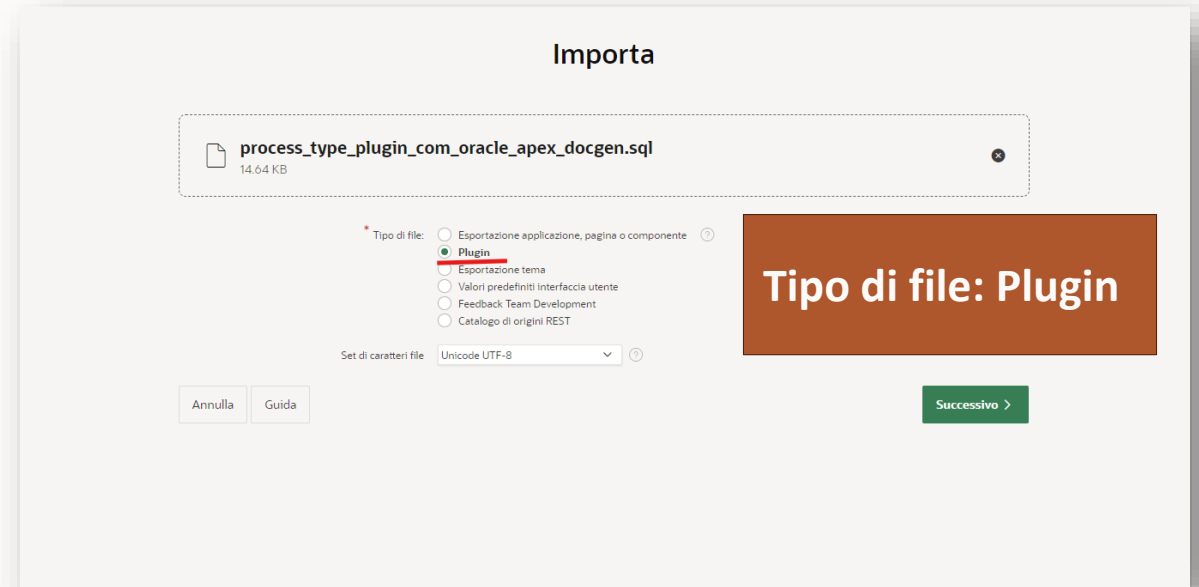 Importa
process_type_plugin_com_oracle_apex_docgen.sql
14.64 KB
* Tipo di file:
Esportazione applicazione, pagina o componente ?
Plugin
Esportazione tema
Valori predefiniti interfaccia utente
Feedback Team Development
Catalogo di origini REST
Tipo di file: Plugin
Set di caratteri file Unicode UTF-8 ?
Annulla Guida Successivo >